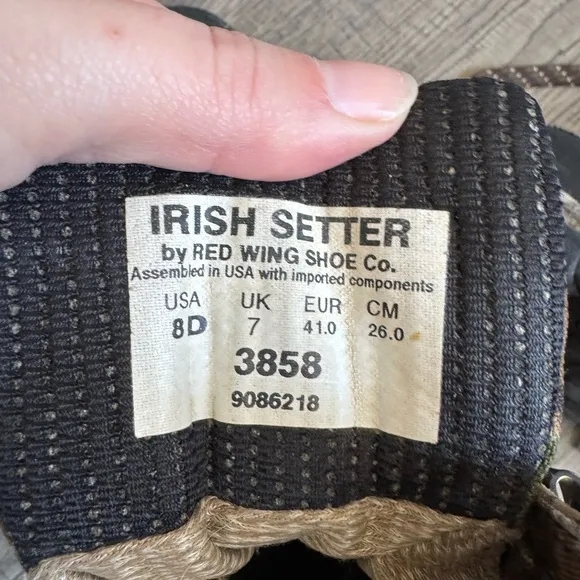 IRISH SETTER
by RED WING SHOE Co.
Assembled in USA with imported components
USA UK EUR CM
8D 7 41.0 26.0
3858
9086218